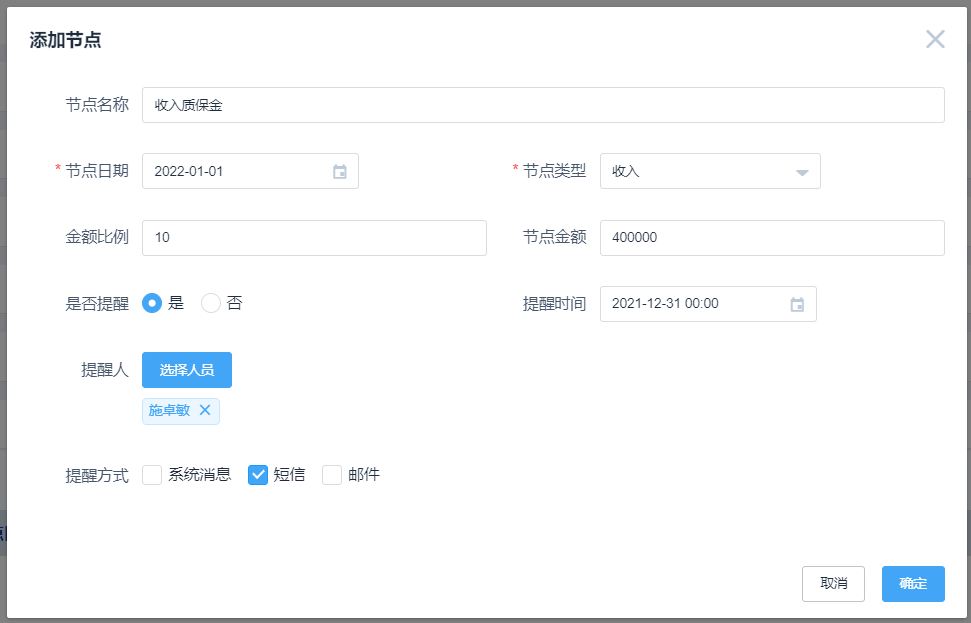 添加节点
节点名称 收入质保金
* 节点日期 2022-01-01 * 节点类型 收入
金额比例 10 节点金额 400000
是否提醒 是 否 提醒时间 2021-12-31 00:00
提醒人 选择人员
施卓敏
提醒方式 系统消息 短信 邮件
取消 确定